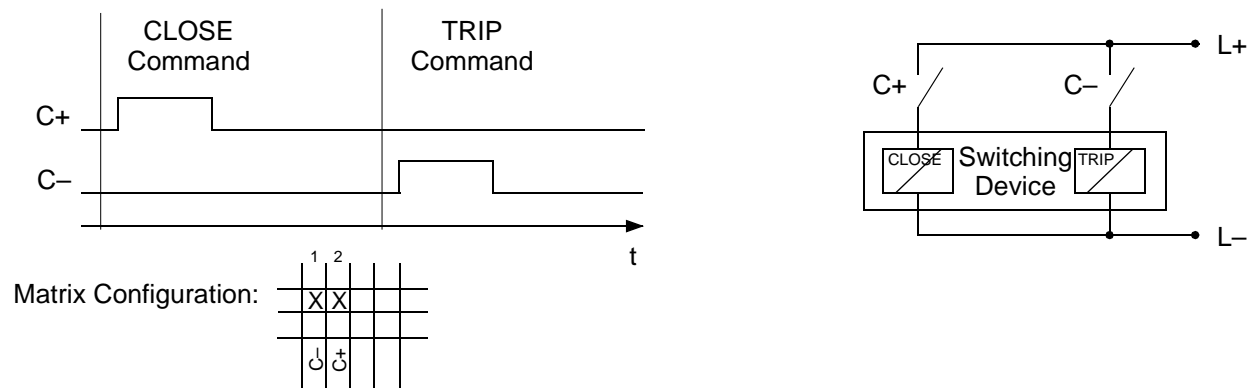 CLOSE
Command
TRIP
Command
C+
C–
t
Matrix Configuration:
1 2
X X
C– C+
L+
C+ C–
CLOSE Switching TRIP
Device
L–